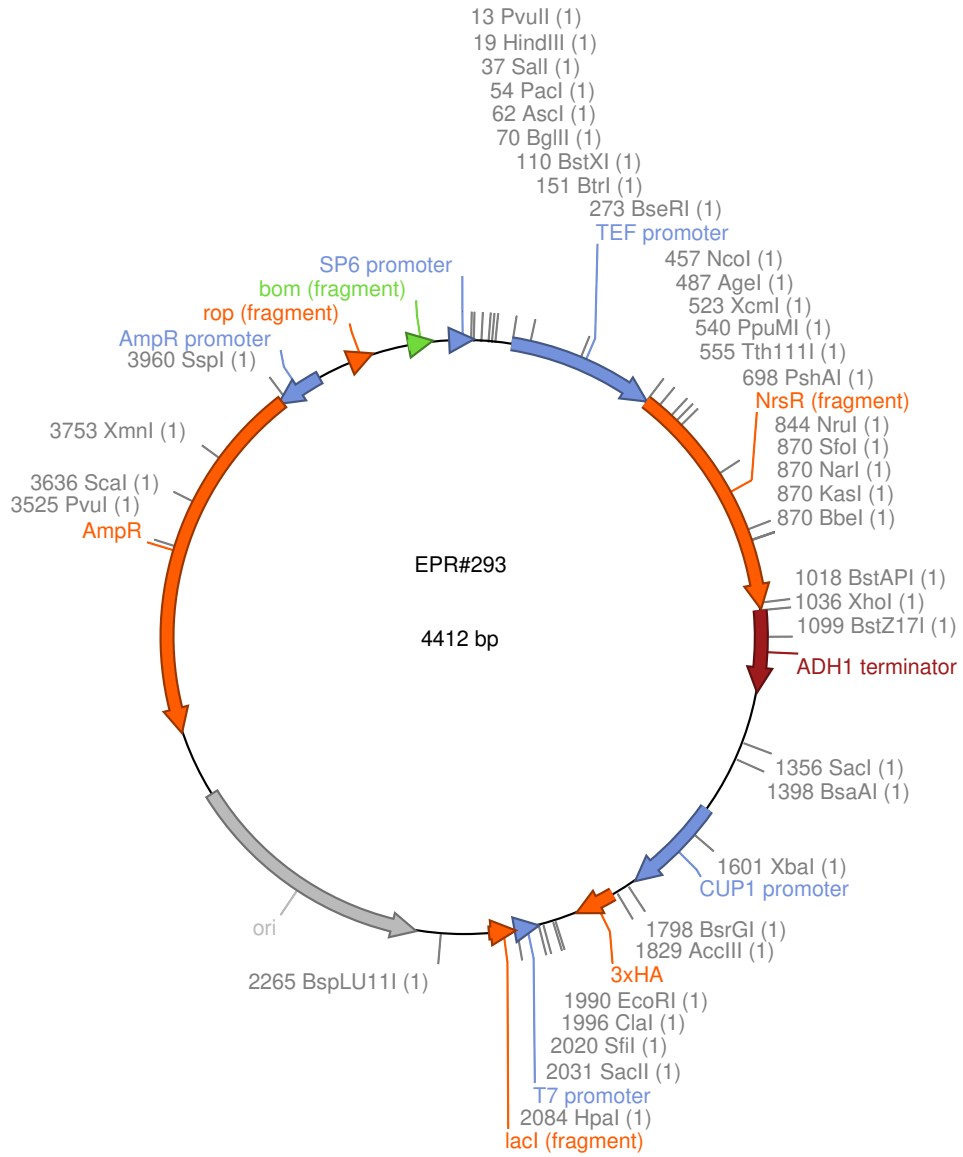 13 PvuII (1)
19 HindIII (1)
37 SalI (1)
54 PacI (1)
62 AscI (1)
70 BglII (1)
110 BstXI (1)
151 BtrI (1)
273 BseRI (1)
TEF promoter
457 NcoI (1)
487 AgeI (1)
523 XcmI (1)
540 PpuMI (1)
555 Tth111I (1)
698 PshAI (1)
NrsR (fragment)
844 NruI (1)
870 SfoI (1)
870 NarI (1)
870 KasI (1)
870 BbeI (1)
1018 BstAPI (1)
1036 XhoI (1)
1099 BstZ17I (1)
ADH1 terminator
1356 SacI (1)
1398 BsaAI (1)
1601 XbaI (1)
CUP1 promoter
1798 BsrGI (1)
1829 AccIII (1)
3xHA
1990 EcoRI (1)
1996 ClaI (1)
2020 SfiI (1)
2031 SacII (1)
T7 promoter
2084 HpaI (1)
lacI (fragment)
2265 BspLU11I (1)
ori
AmpR
3525 PvuI (1)
3636 ScaI (1)
3753 XmnI (1)
3960 SspI (1)
AmpR promoter
rop (fragment)
bom (fragment)
SP6 promoter
EPR#293
4412 bp